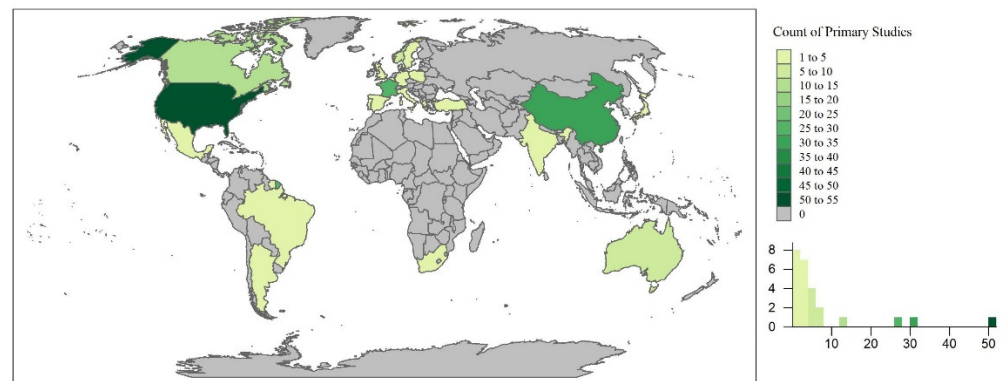 Count of Primary Studics
1 to 5
5 to 10
10 to 15
15 to 20
20 to 25
25 to 30
30 to 35
35 to 40
40 to 45
45 to 50
50 to 55
0
8
6
4
2
0
10 20 30 40 50